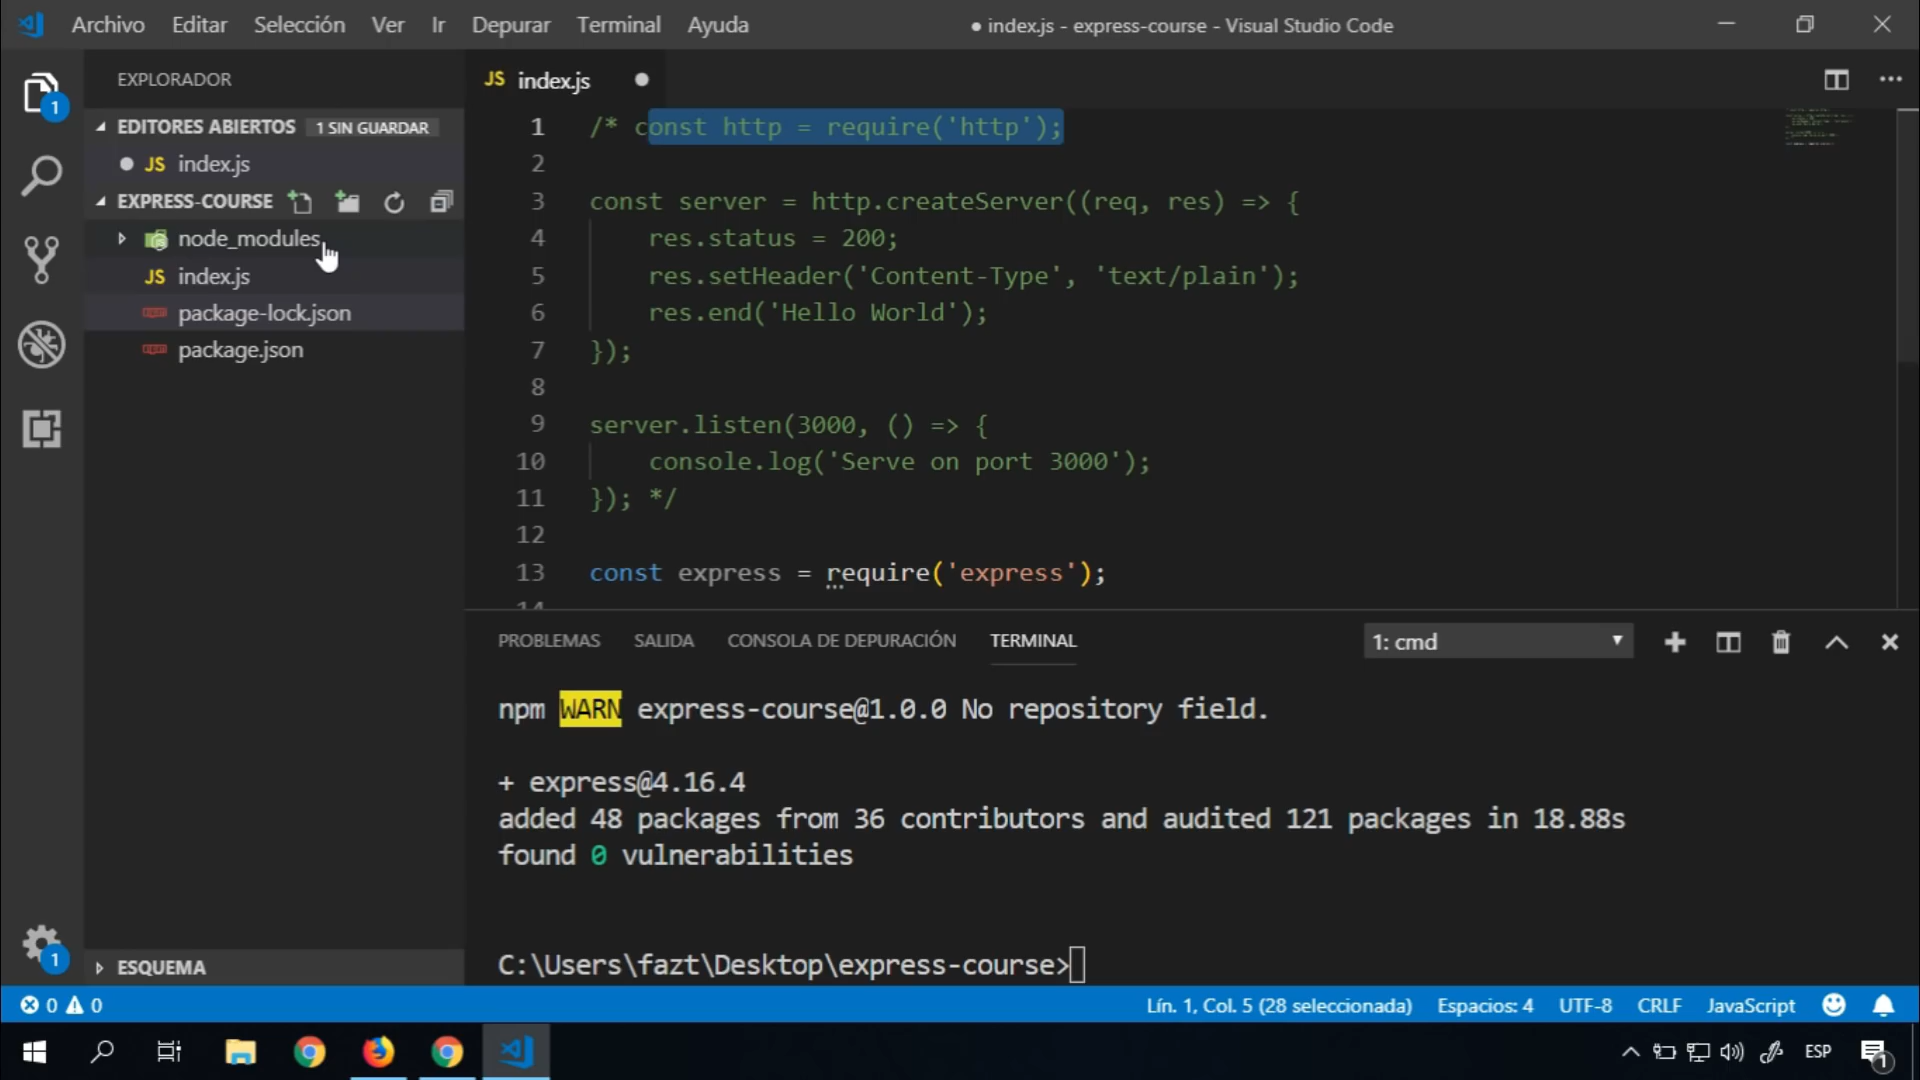 Archivo Editar Selección Ver Ir Depurar Terminal Ayuda
● index.js - express-course - Visual Studio Code
EXPLORADOR
EDITORES ABIERTOS 1 SIN GUARDAR
JS index.js
EXPRESS-COURSE
node_modules
JS index.js
package-lock.json
package.json
ESQUEMA
1
1
JS index.js
1 /* const http = require('http');
2
3 const server = http.createServer((req, res) => {
4 res.status = 200;
5 res.setHeader('Content-Type', 'text/plain');
6 res.end('Hello World');
7 });
8
9 server.listen(3000, () => {
10 console.log('Serve on port 3000');
11 }); */
12
13 const express = require('express');
14
PROBLEMAS SALIDA CONSOLA DE DEPURACIÓN TERMINAL 1: cmd
npm WARN express-course@1.0.0 No repository field.
+ express@4.16.4
added 48 packages from 36 contributors and audited 121 packages in 18.88s
found 0 vulnerabilities
C:\Users\fazt\Desktop\express-course>
0 0 Lín. 1, Col. 5 (28 seleccionada) Espacios: 4 UTF-8 CRLF JavaScript
ESP 1